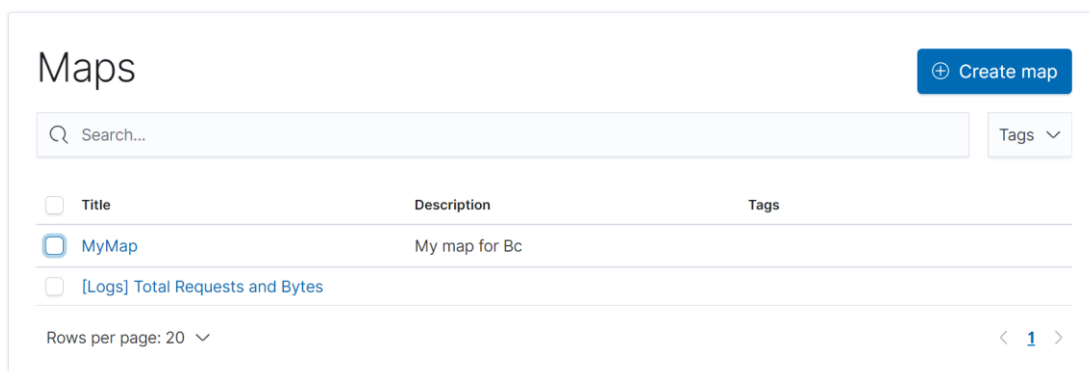 Maps
Create map
Search...
Tags
Title Description Tags
MyMap My map for Bc
[Logs] Total Requests and Bytes
Rows per page: 20
1